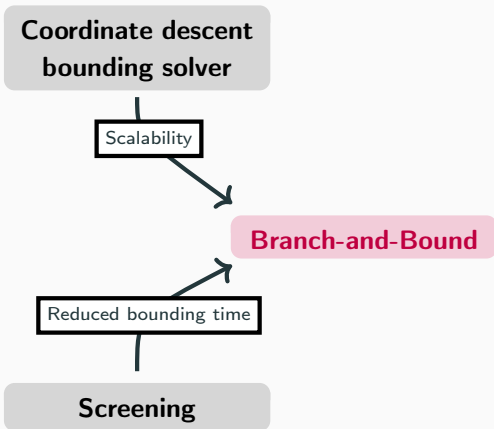 Coordinate descent
bounding solver
Scalability
Branch-and-Bound
Reduced bounding time
Screening